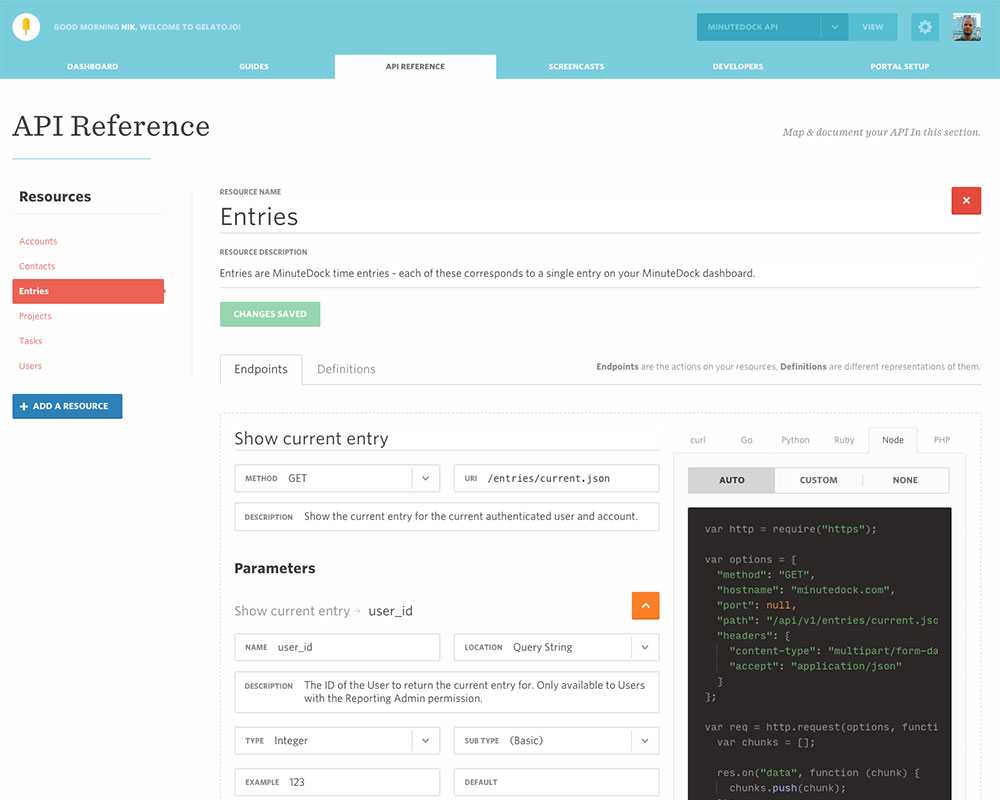 GOOD MORNING NIK, WELCOME TO GELATO.IO!
MINUTEDOCK API
VIEW
DASHBOARD
GUIDES
API REFERENCE
SCREENCASTS
DEVELOPERS
PORTAL SETUP
API Reference
Map & document your API In this section.
Resources
Accounts
Contacts
Entries
Projects
Tasks
Users
+ ADD A RESOURCE
RESOURCE NAME
Entries
RESOURCE DESCRIPTION
Entries are MinuteDock time entries - each of these corresponds to a single entry on your MinuteDock dashboard.
CHANGES SAVED
Endpoints
Definitions
Endpoints are the actions on your resources, Definitions are different representations of them.
Show current entry
METHOD GET
URI /entries/current.json
DESCRIPTION Show the current entry for the current authenticated user and account.
Parameters
Show current entry → user_id
NAME user_id
LOCATION Query String
DESCRIPTION The ID of the User to return the current entry for. Only available to Users
with the Reporting Admin permission.
TYPE Integer
SUB TYPE (Basic)
EXAMPLE 123
DEFAULT
curl
Go
Python
Ruby
Node
PHP
AUTO
CUSTOM
NONE
var http = require("https");
var options = {
"method": "GET",
"hostname": "minutedock.com",
"port": null,
"path": "/api/v1/entries/current.jsc
"headers": {
"content-type": "multipart/form-da
"accept": "application/json"
}
};
var req = http.request(options, functi
var chunks = [];
res.on("data", function (chunk) {
chunks.push(chunk);